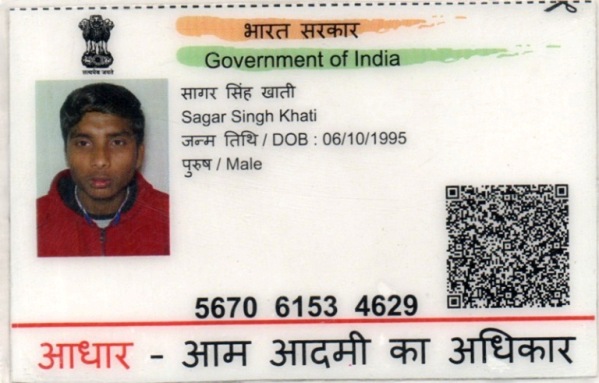 भारत सरकार
Government of India
सत्यमेव जयते
सागर सिंह खाती
Sagar Singh Khati
जन्म तिथि / DOB : 06/10/1995
पुरुष / Male
5670 6153 4629
आधार - आम आदमी का अधिकार